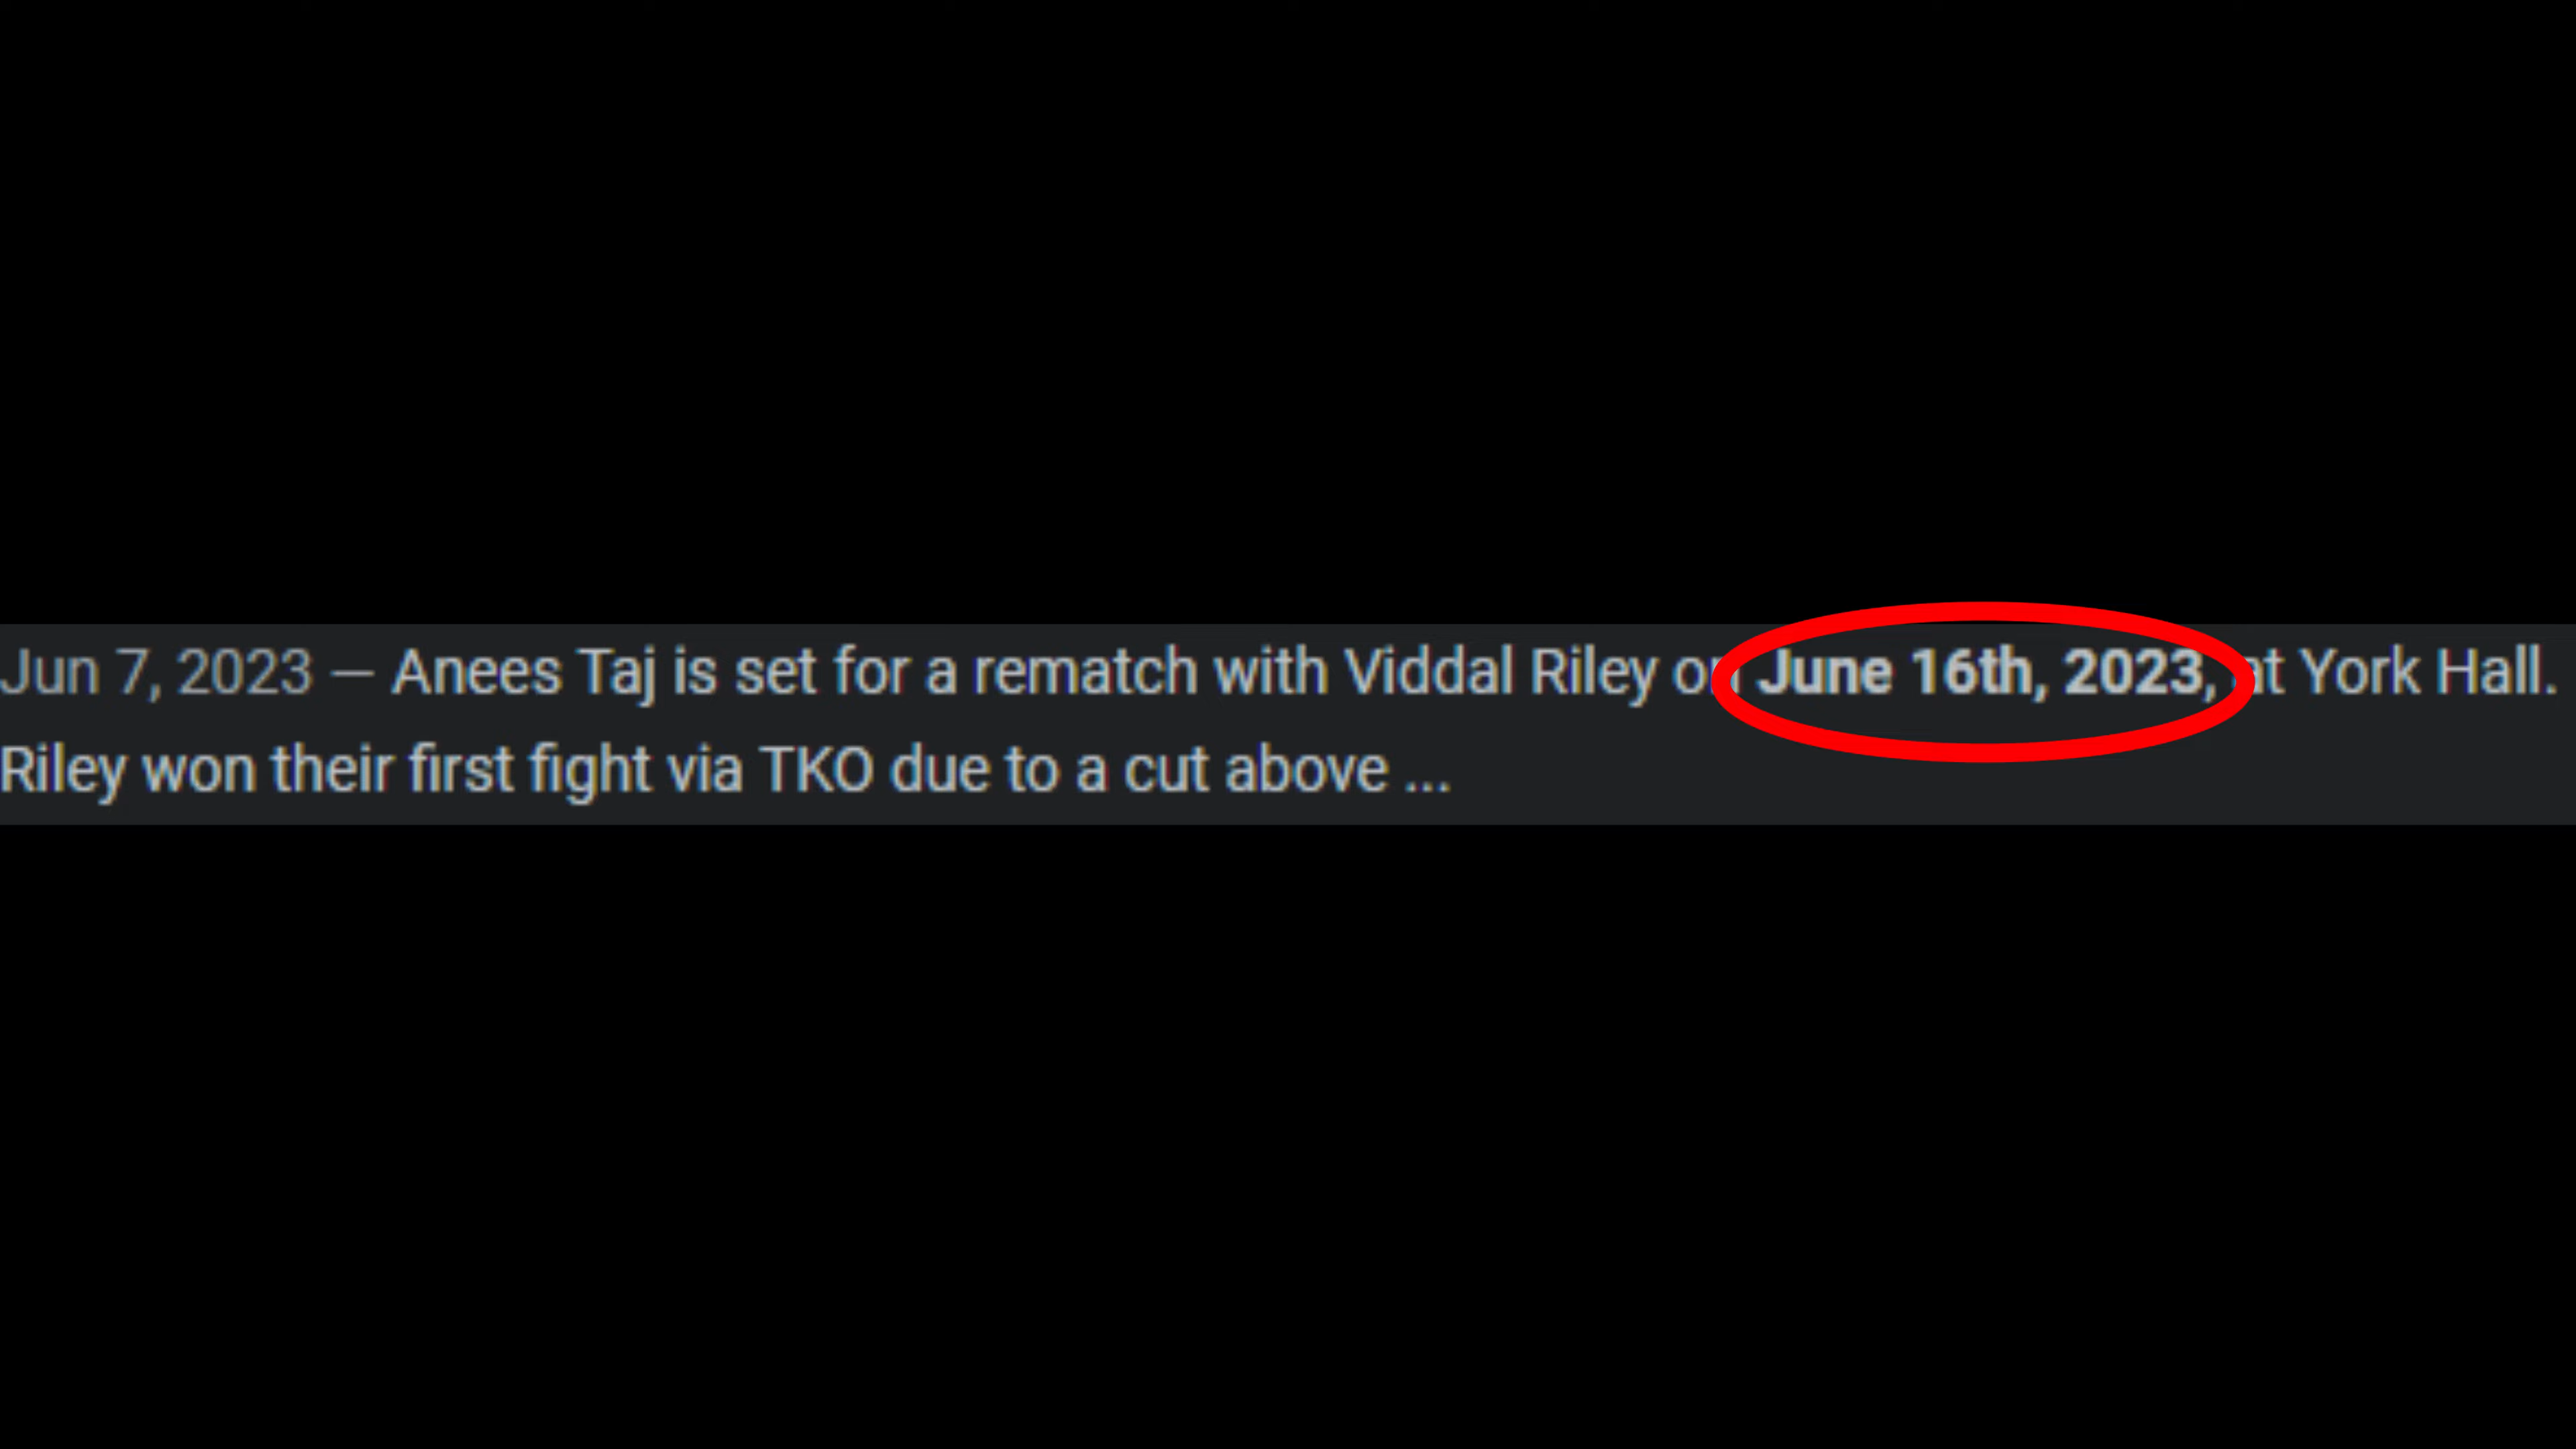 Jun 7, 2023 — Anees Taj is set for a rematch with Viddal Riley on June 16th, 2023, at York Hall.
Riley won their first fight via TKO due to a cut above ...